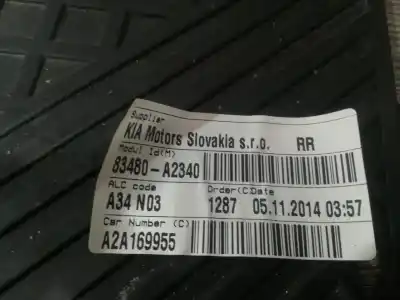 Supplier
KIA Motors Slovakia s.r.o. RR
Modul Id(M)
83480-A2340
ALC code Order(C)Date
A34 N03 1287 05.11.2014 03:57
Car Number (C)
A2A169955